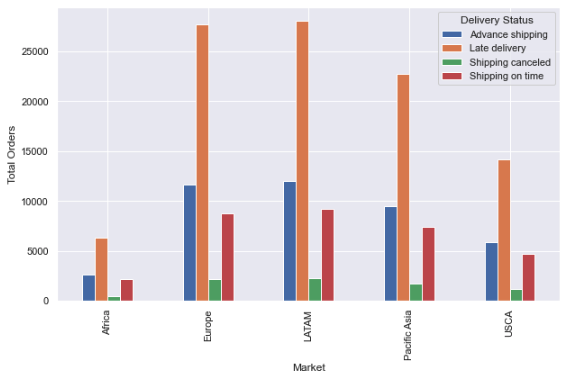 Delivery Status
Advance shipping
Late delivery
Shipping canceled
Shipping on time
Total Orders
25000
20000
15000
10000
5000
0
Africa
Europe
LATAM
Pacific Asia
USCA
Market